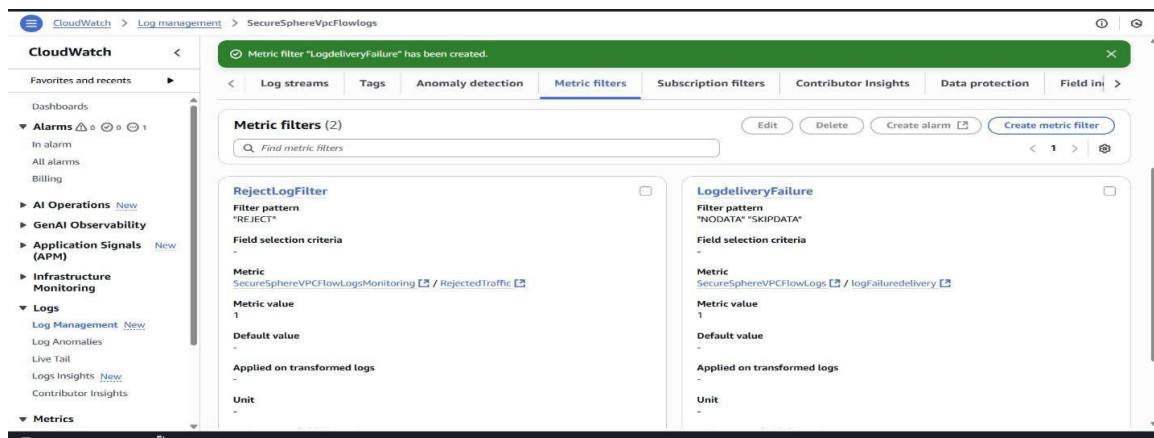 CloudWatch > Log management > SecureSphereVpcFlowlogs
CloudWatch
Favorites and recents
Dashboards
Alarms 0 0 1
In alarm
All alarms
Billing
AI Operations New
GenAI Observability
Application Signals New
(APM)
Infrastructure
Monitoring
Logs
Log Management New
Log Anomalies
Live Tail
Logs Insights New
Contributor Insights
Metrics
Metric filter "LogdeliveryFailure" has been created.
Log streams Tags Anomaly detection Metric filters Subscription filters Contributor Insights Data protection Field in
Metric filters (2)
Edit Delete Create alarm Create metric filter
Find metric filters
1
RejectLogFilter
Filter pattern
"REJECT"
Field selection criteria
-
Metric
SecureSphereVPCFlowLogsMonitoring / RejectedTraffic
Metric value
1
Default value
-
Applied on transformed logs
-
Unit
-
LogdeliveryFailure
Filter pattern
"NODATA" "SKIPDATA"
Field selection criteria
-
Metric
SecureSphereVPCFlowLogs / logFailuredelivery
Metric value
1
Default value
-
Applied on transformed logs
-
Unit
-